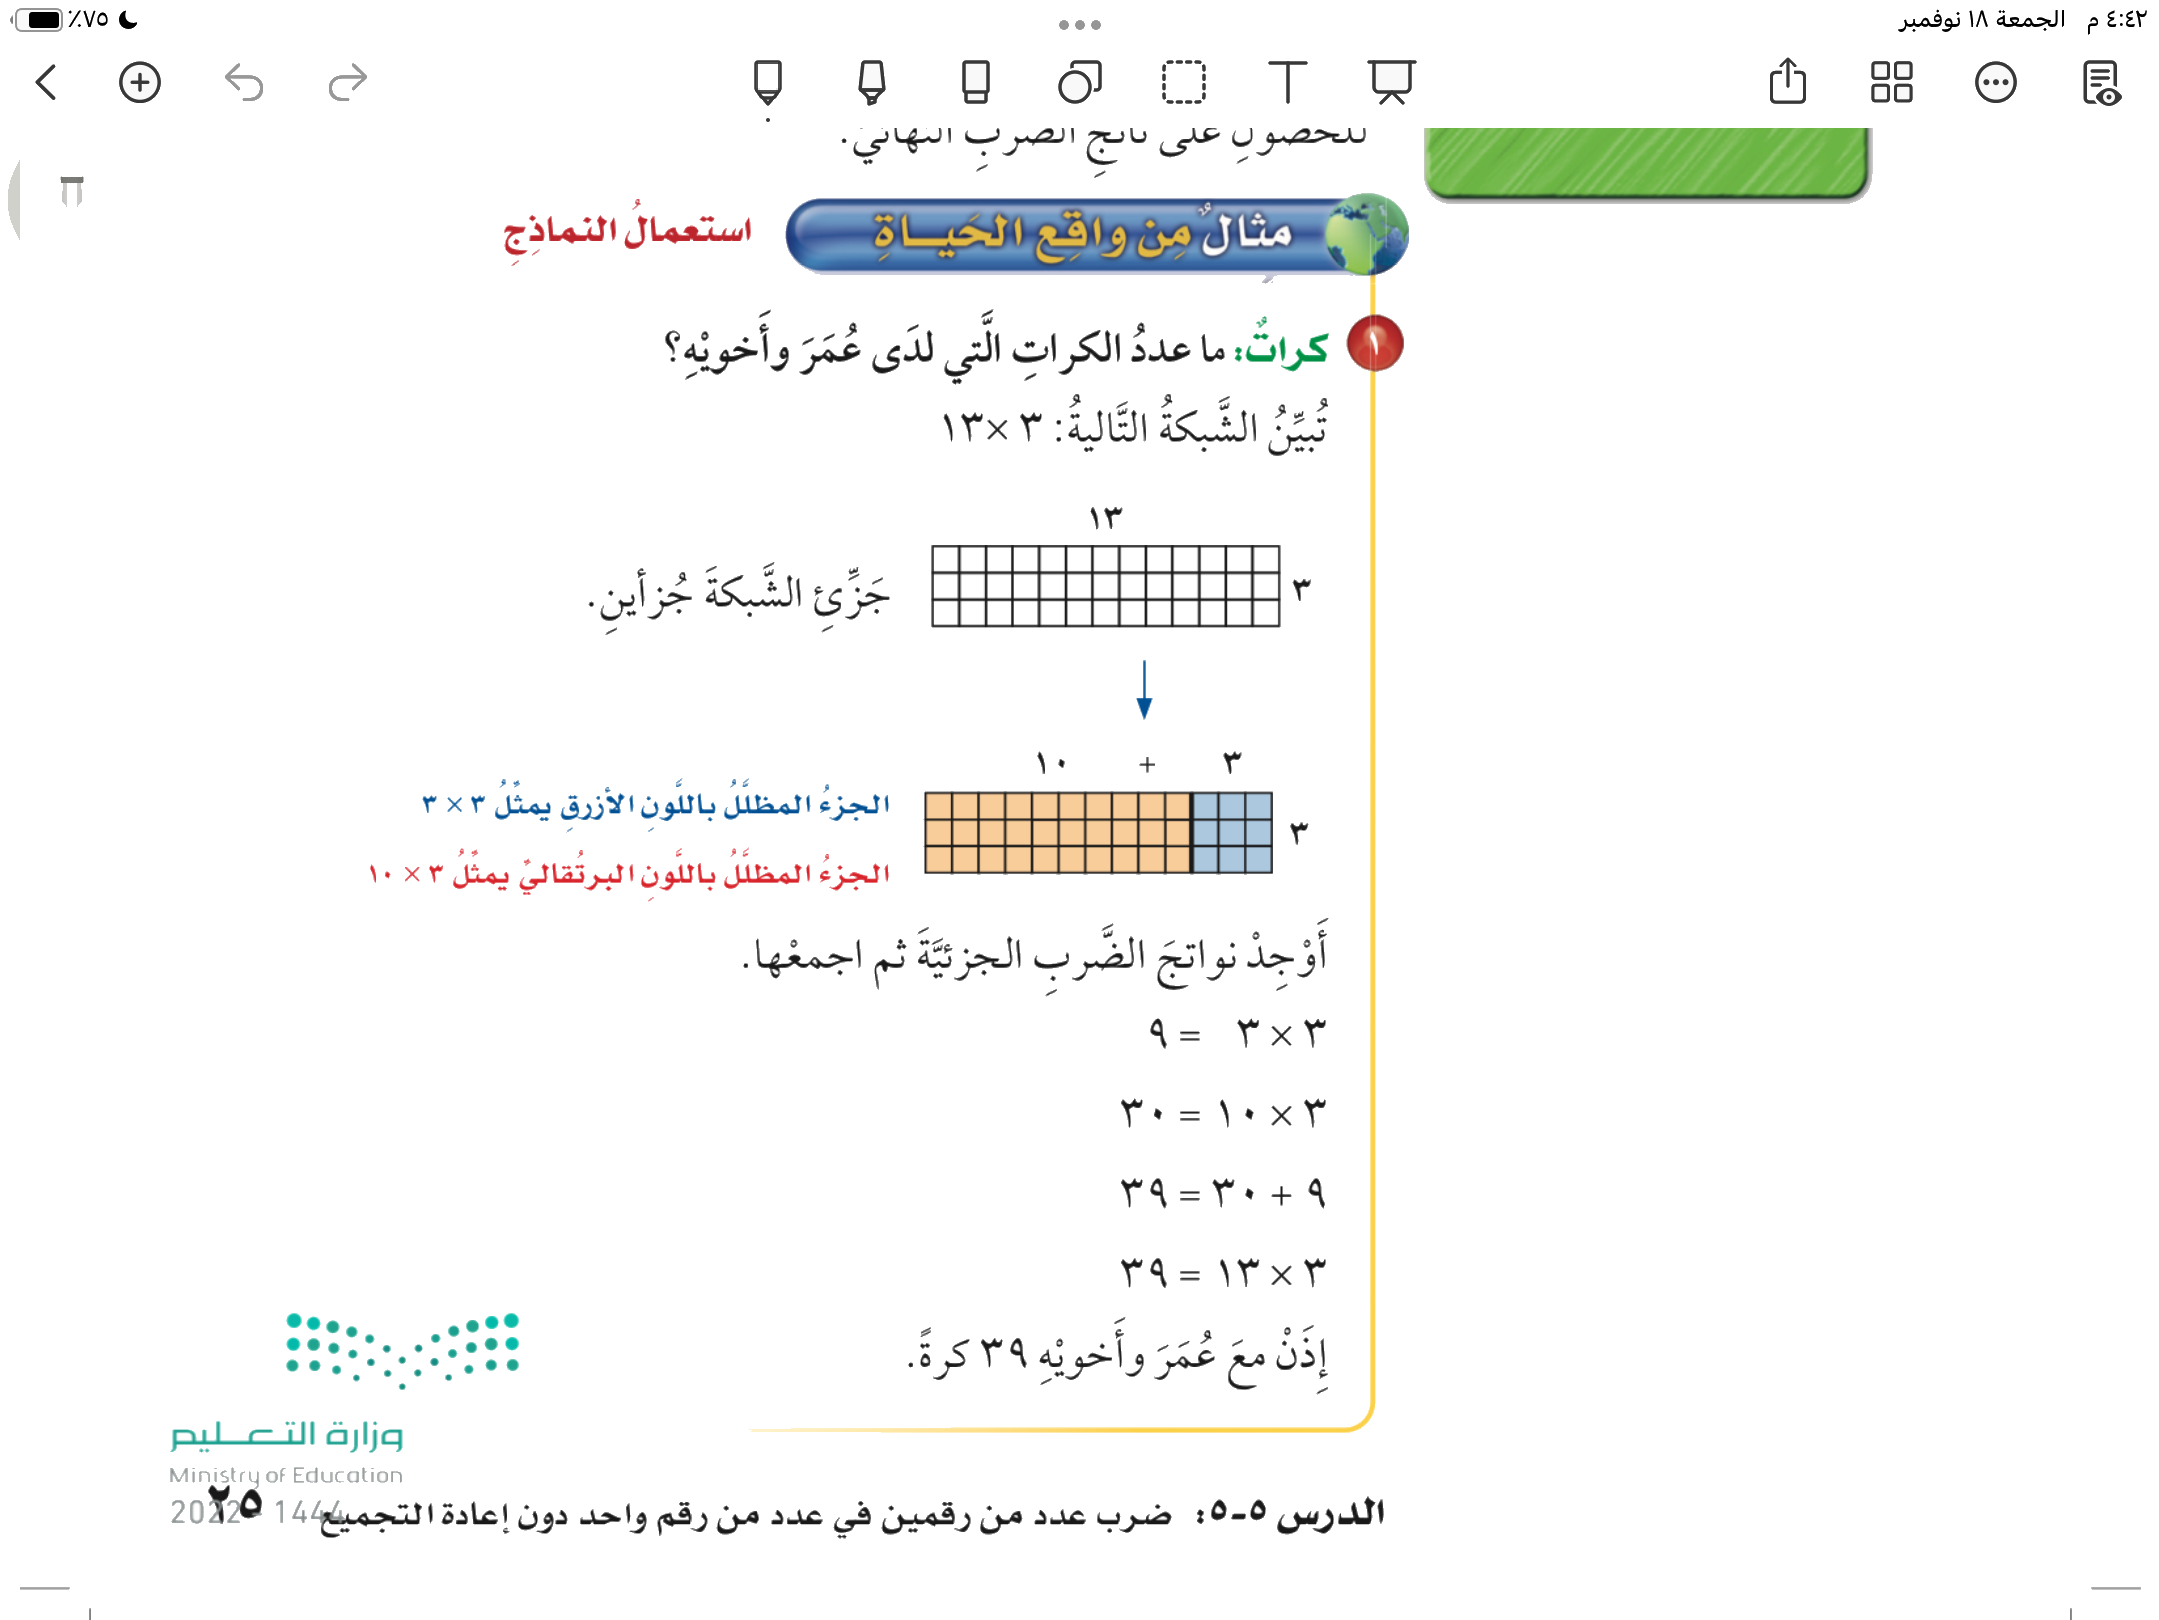 ٤:٤٢ م الجمعة ١٨ نوفمبر
٪٧٥
للحصولِ على ناتجِ الضربِ النهائي.
مثالٌ مِن واقِعِ الحَيـاةِ
استعمالُ النماذِجِ
١ كراتٌ: ما عددُ الكراتِ الَّتي لدَى عُمَرَ وأَخويْهِ؟
تُبيِّنُ الشَّبكةُ التَّاليةُ: ٣ ×١٣
١٣
٣
جَزِّئِ الشَّبكةَ جُزأينِ.
٣ + ١٠
٣
الجزءُ المظلَّلُ باللَّونِ الأزرقِ يمثِّلُ ٣ × ٣
الجزءُ المظلَّلُ باللَّونِ البرتُقاليِّ يمثِّلُ ٣ × ١٠
أَوْجِدْ نواتجَ الضَّربِ الجزئيَّةَ ثم اجمعْها.
٣ × ٣ = ٩
٣ × ١٠ = ٣٠
٩ + ٣٠ = ٣٩
٣ × ١٣ = ٣٩
إِذَنْ معَ عُمَرَ وأَخويْهِ ٣٩ كرةً.
وزارة التعـليم
Ministry of Education
2022 - 1444
الدرس ٥-٥: ضرب عدد من رقمين في عدد من رقم واحد دون إعادة التجميع ٢٥